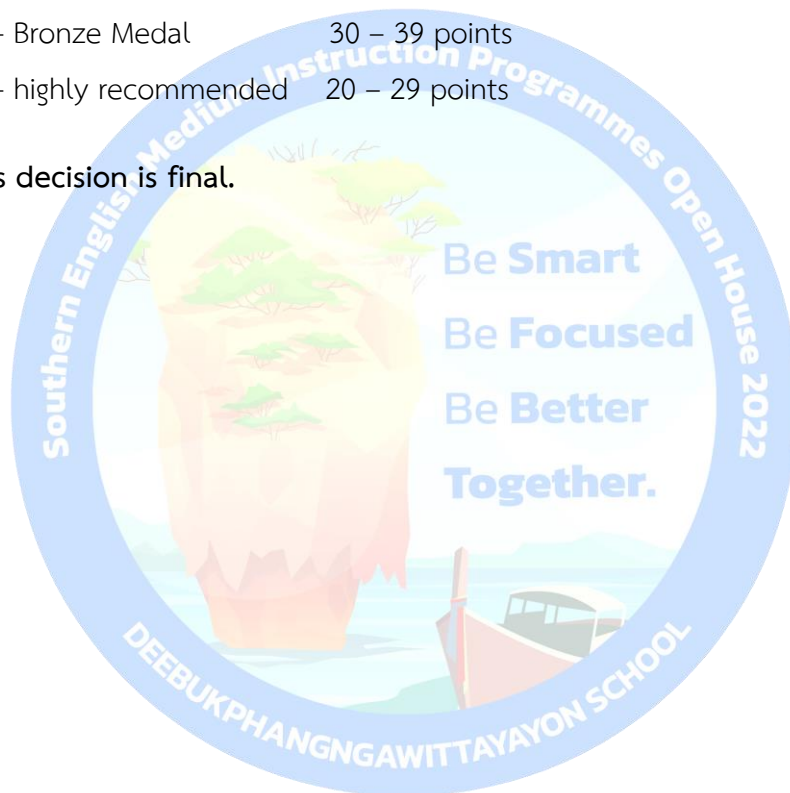 - Bronze Medal 30 – 39 points
- highly recommended 20 – 29 points
s decision is final.
Southern English Medium Instruction Programmes Open House 2022
Be Smart
Be Focused
Be Better
Together.
DEEBUKPHANGNGAWITTAYAYON SCHOOL